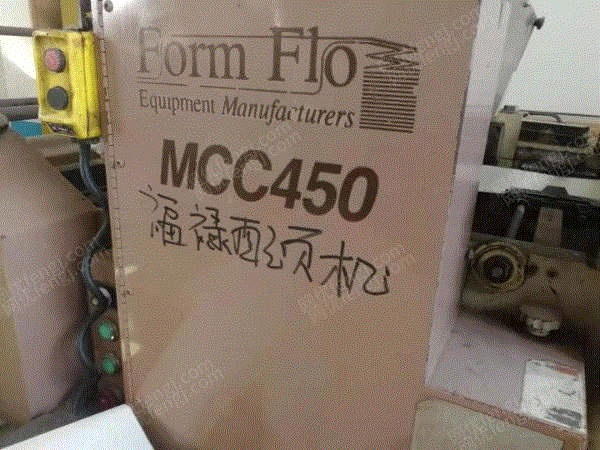 Form Flo
Equipment Manufacturers
MCC450
福禄配页机